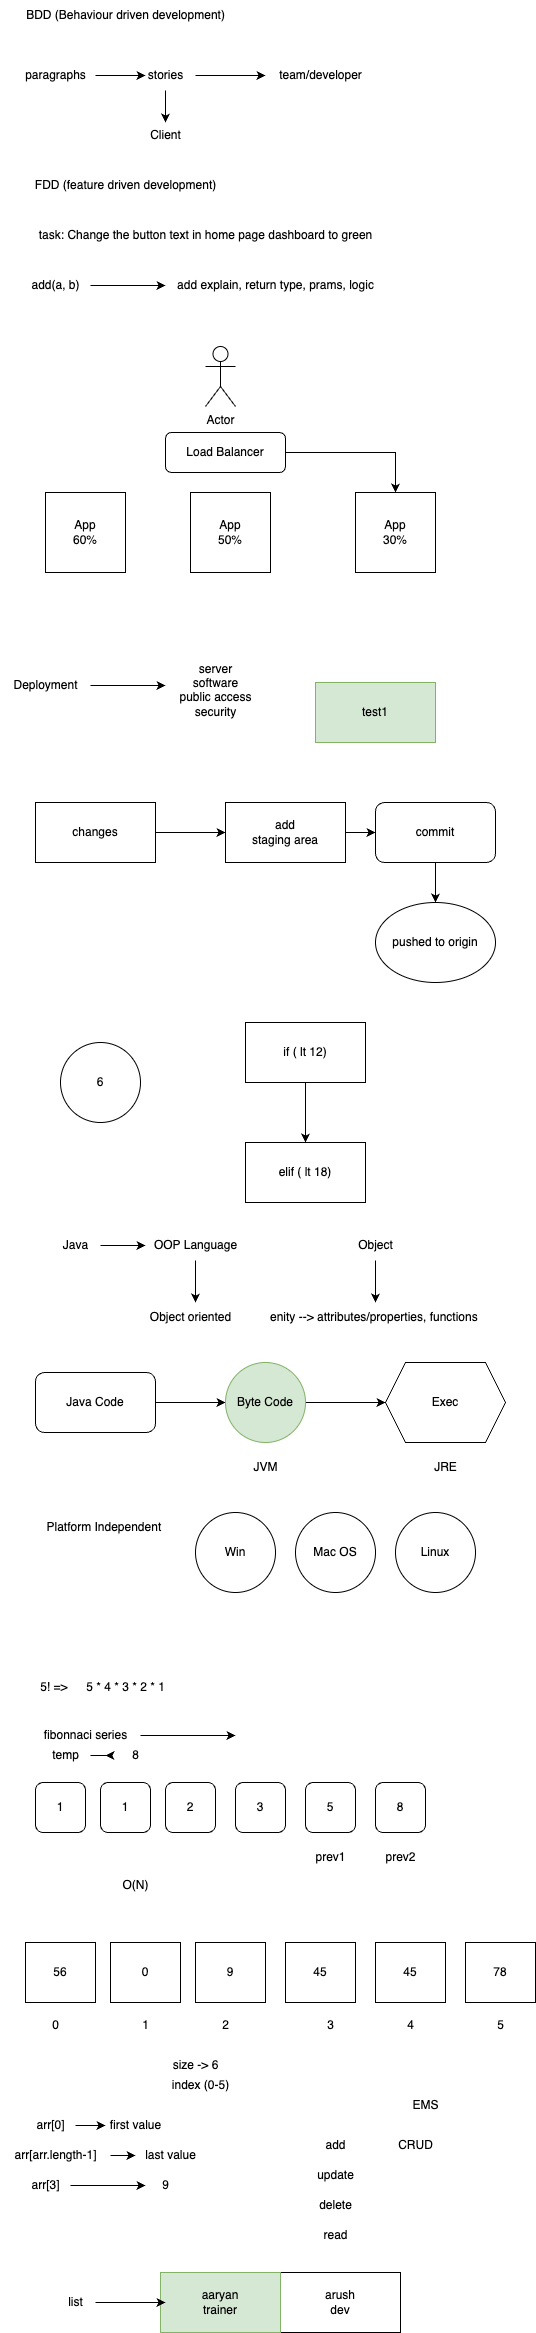 BDD (Behaviour driven development)
paragraphs stories team/developer
Client
FDD (feature driven development)
task: Change the button text in home page dashboard to green
add(a, b) add explain, return type, prams, logic
Actor
Load Balancer
App
60%
App
50%
App
30%
Deployment
server
software
public access
security
test1
changes
add
staging area
commit
pushed to origin
6
if ( lt 12)
elif ( lt 18)
Java OOP Language Object
Object oriented enity --> attributes/properties, functions
Java Code Byte Code Exec
JVM JRE
Platform Independent
Win Mac OS Linux
5! => 5 * 4 * 3 * 2 * 1
fibonnaci series
temp 8
1 1 2 3 5 8
prev1 prev2
O(N)
56 0 9 45 45 78
0 1 2 3 4 5
size -> 6
index (0-5)
EMS
arr[0] first value
add CRUD
arr[arr.length-1] last value
update
arr[3] 9
delete
read
list
aaryan
trainer
arush
dev